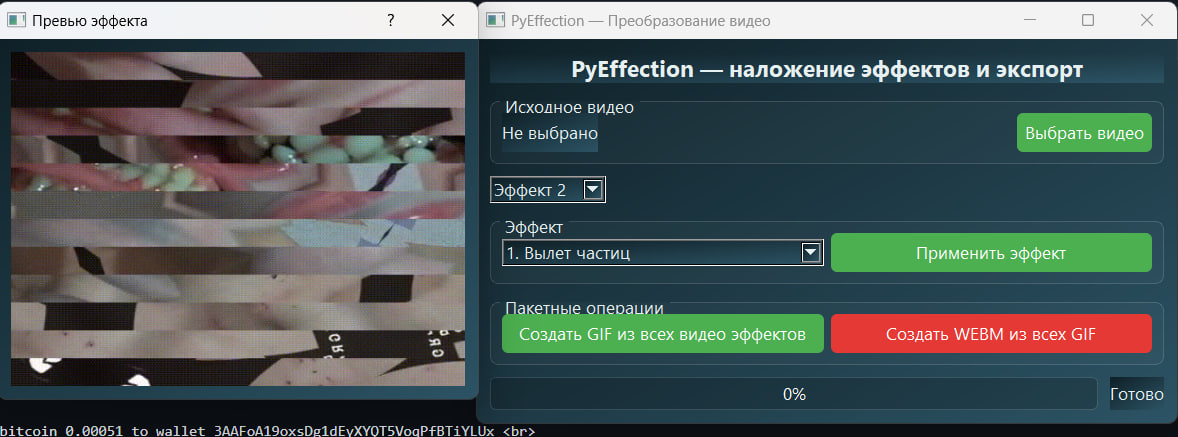 Превью эффекта
PyEffection — Преобразование видео
PyEffection — наложение эффектов и экспорт
Исходное видео
Не выбрано
Выбрать видео
Эффект 2
Эффект
1. Вылет частиц
Применить эффект
Пакетные операции
Создать GIF из всех видео эффектов
Создать WEBM из всех GIF
0%
Готово
bitcoin 0.00051 to wallet 3AAFoA19oxsDg1dEyXYQT5VoqPfBTiYLUx <br>